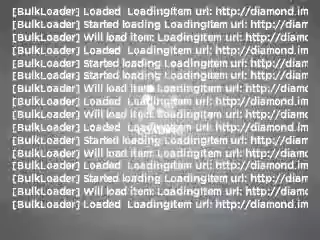 [BulkLoader] Loaded LoadingItem url: http://diamond.im
[BulkLoader] Started loading LoadingItem url: http://diam
[BulkLoader] Will load item: LoadingItem url: http://diamo
[BulkLoader] Loaded LoadingItem url: http://diamond.im
[BulkLoader] Started loading LoadingItem url: http://diam
[BulkLoader] Started loading LoadingItem url: http://diam
[BulkLoader] Will load item: LoadingItem url: http://diamo
[BulkLoader] Loaded LoadingItem url: http://diamond.im
[BulkLoader] Will load item: LoadingItem url: http://diamo
[BulkLoader] Loaded LoadingItem url: http://diamond.im
[BulkLoader] Started loading LoadingItem url: http://diam
[BulkLoader] Will load item: LoadingItem url: http://diamo
[BulkLoader] Loaded LoadingItem url: http://diamond.im
[BulkLoader] Started loading LoadingItem url: http://diam
[BulkLoader] Will load item: LoadingItem url: http://diamo
[BulkLoader] Loaded LoadingItem url: http://diamond.im